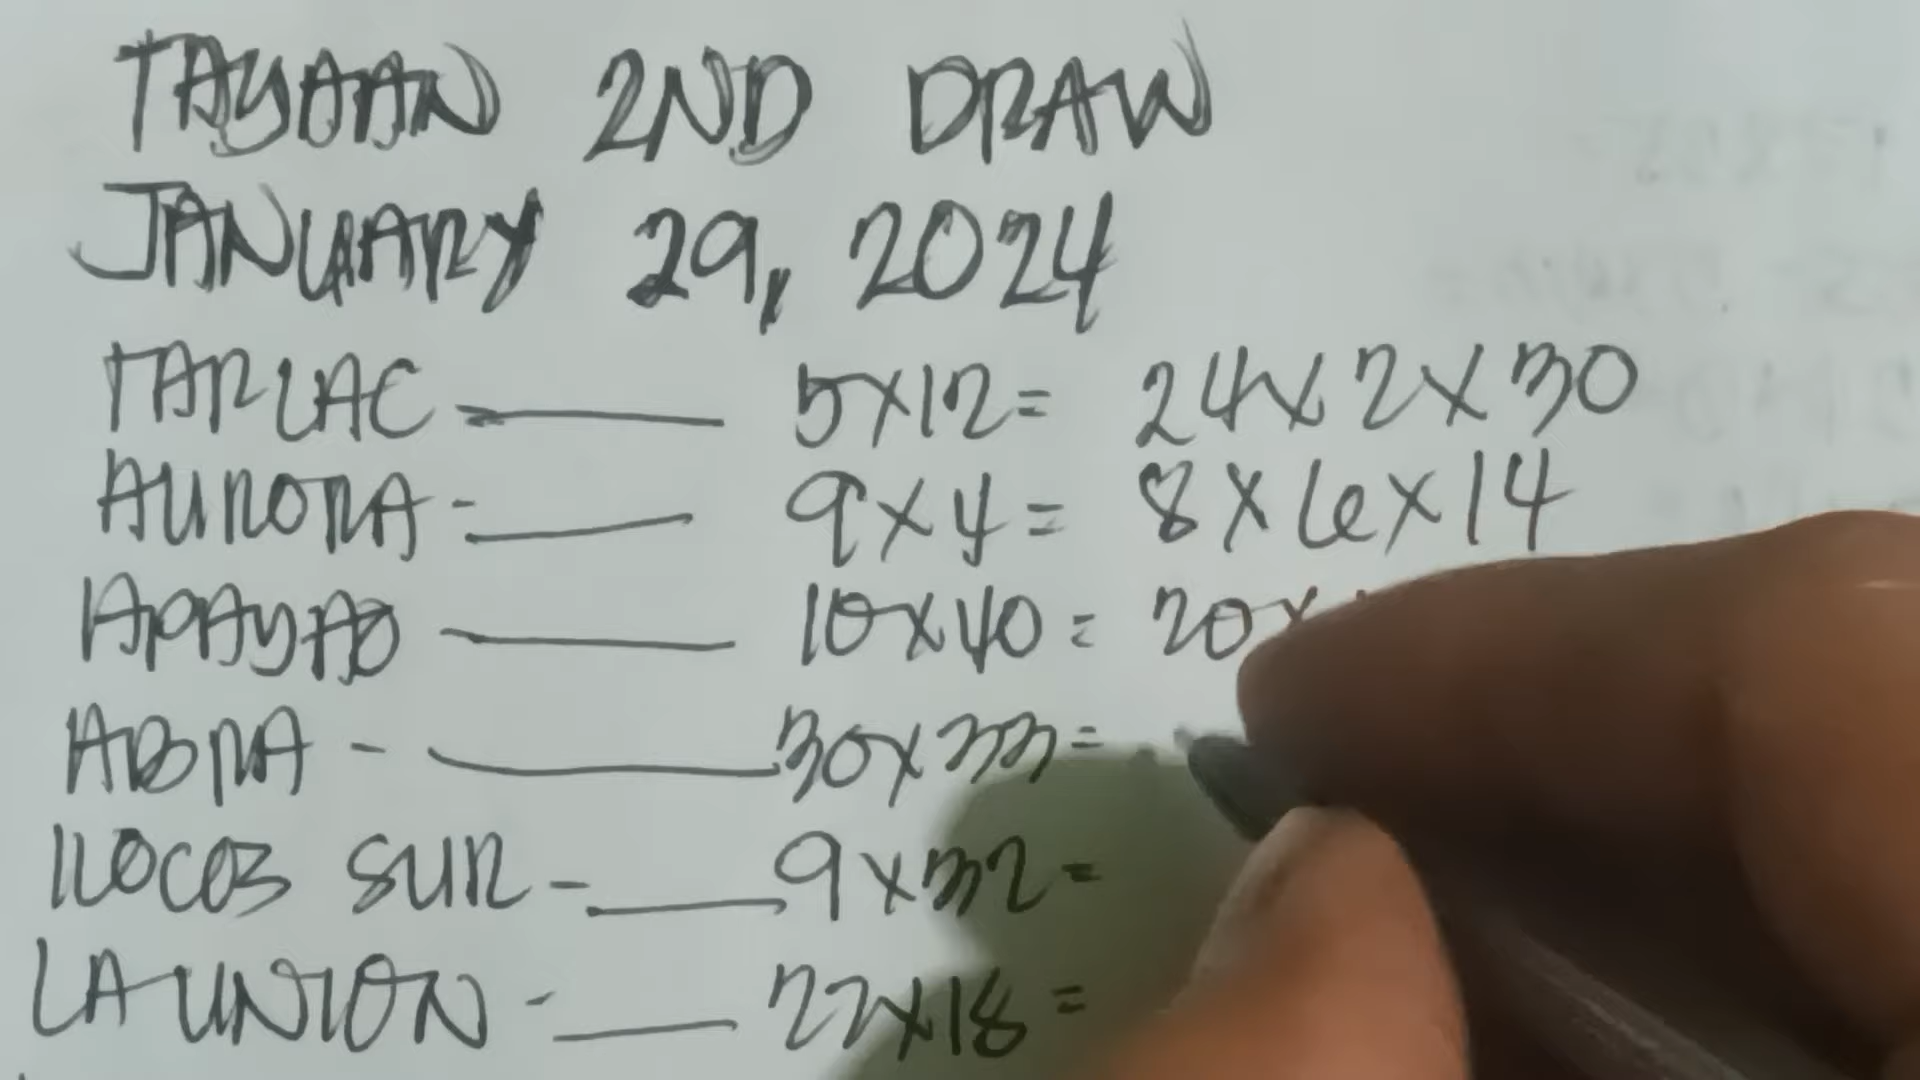 TAYAAN 2ND DRAW
JANUARY 29, 2024
TARLAC — 5X12= 24X2X30
AURORA - — 9X4= 8X6X14
APAYAO — 10X40= 20X
ABRA - — 30X33=
ILOCOS SUR - — 9X32=
LA UNION - — 22X18=